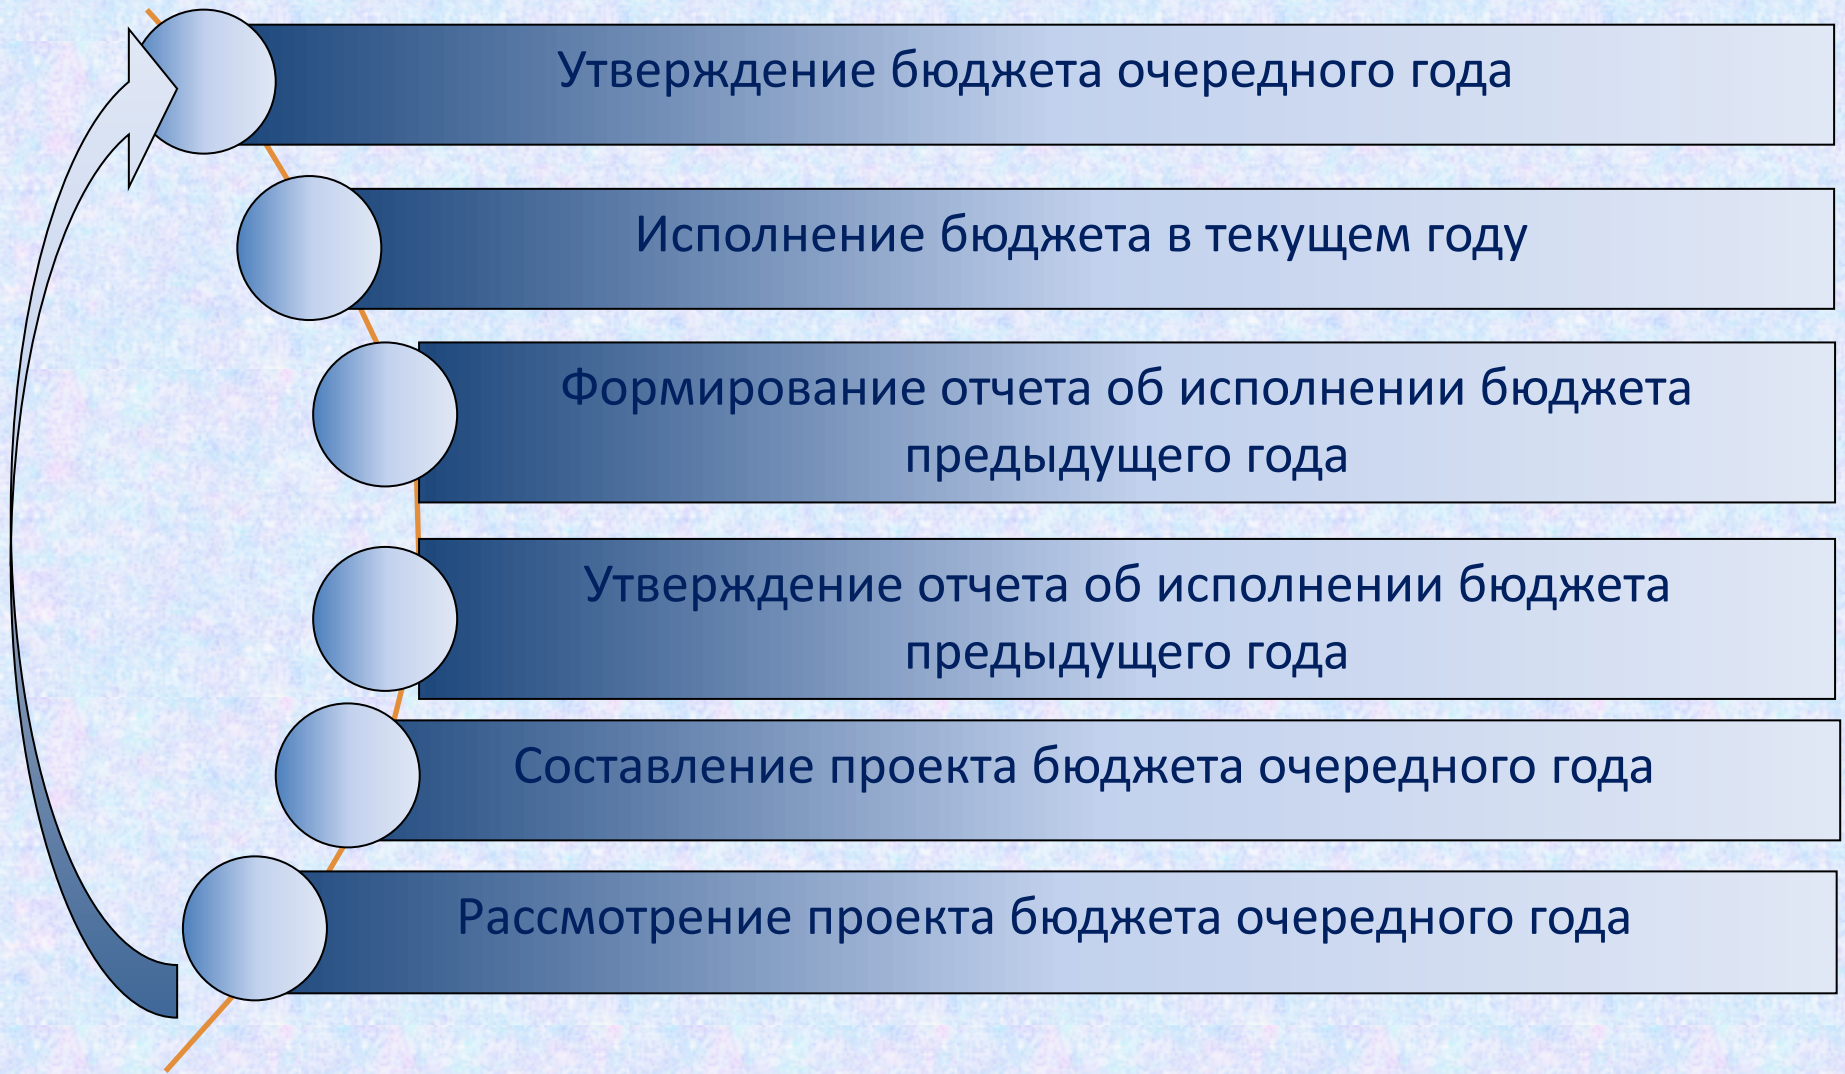 Утверждение бюджета очередного года
Исполнение бюджета в текущем году
Формирование отчета об исполнении бюджета
предыдущего года
Утверждение отчета об исполнении бюджета
предыдущего года
Составление проекта бюджета очередного года
Рассмотрение проекта бюджета очередного года